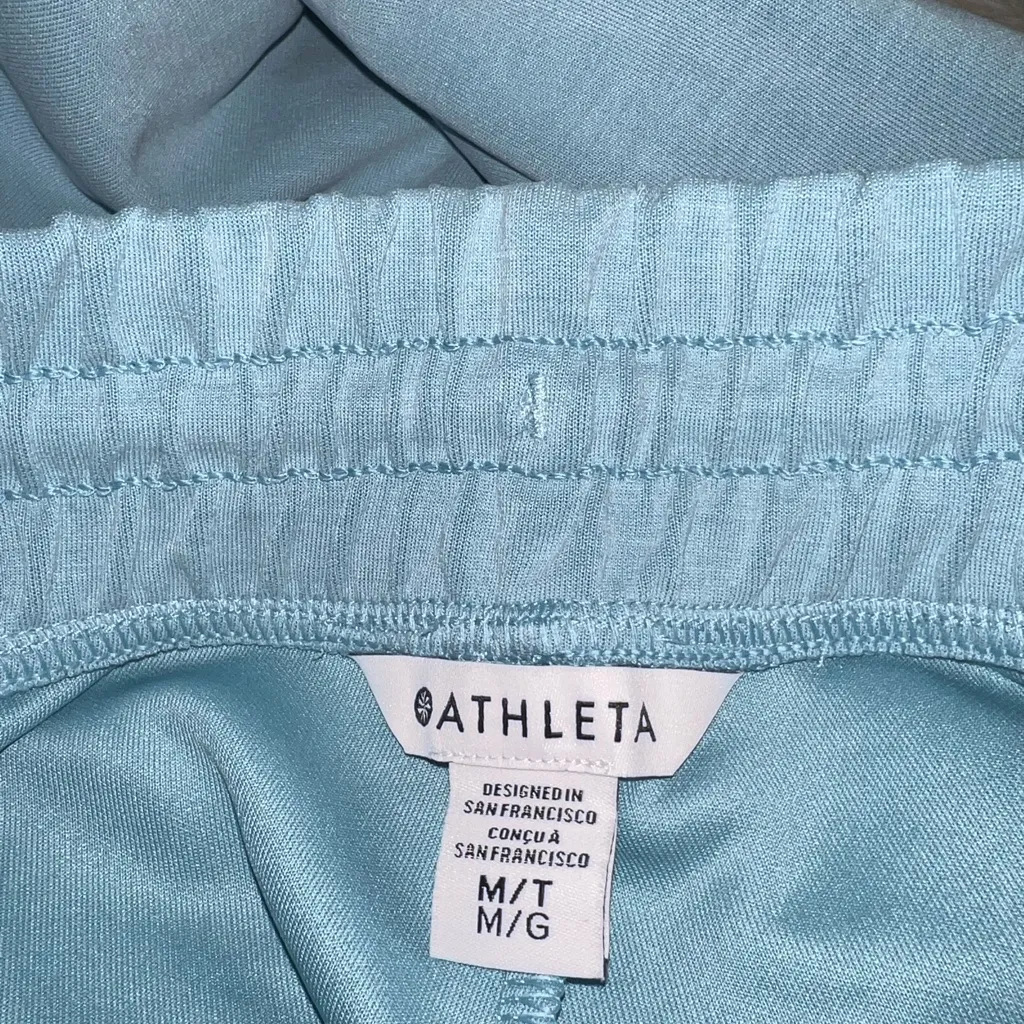 ATHLETA
DESIGNED IN
SAN FRANCISCO
CONÇU À
SAN FRANCISCO
M/T
M/G